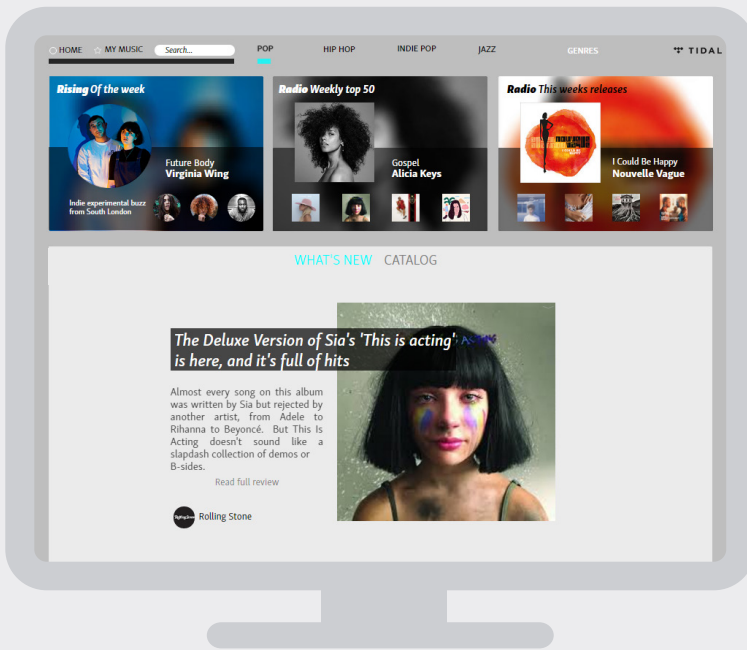 HOME MY MUSIC Search... POP HIP HOP INDIE POP JAZZ GENRES TIDAL
Rising Of the week
Future Body
Virginia Wing
Indie experimental buzz
from South London
Radio Weekly top 50
Gospel
Alicia Keys
Radio This weeks releases
I Could Be Happy
Nouvelle Vague
WHAT'S NEW CATALOG
The Deluxe Version of Sia's 'This is acting'
is here, and it's full of hits
ACTING
Almost every song on this album
was written by Sia but rejected by
another artist, from Adele to
Rihanna to Beyoncé. But This Is
Acting doesn't sound like a
slapdash collection of demos or
B-sides.
Read full review
Rolling Stone